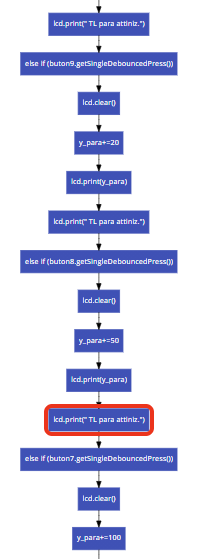 lcd.print(" TL para attiniz.")
else if (buton9.getSingleDebouncedPress())
lcd.clear()
y_para+=20
lcd.print(y_para)
lcd.print(" TL para attiniz.")
else if (buton8.getSingleDebouncedPress())
lcd.clear()
y_para+=50
lcd.print(y_para)
lcd.print(" TL para attiniz.")
else if (buton7.getSingleDebouncedPress())
lcd.clear()
y_para+=100